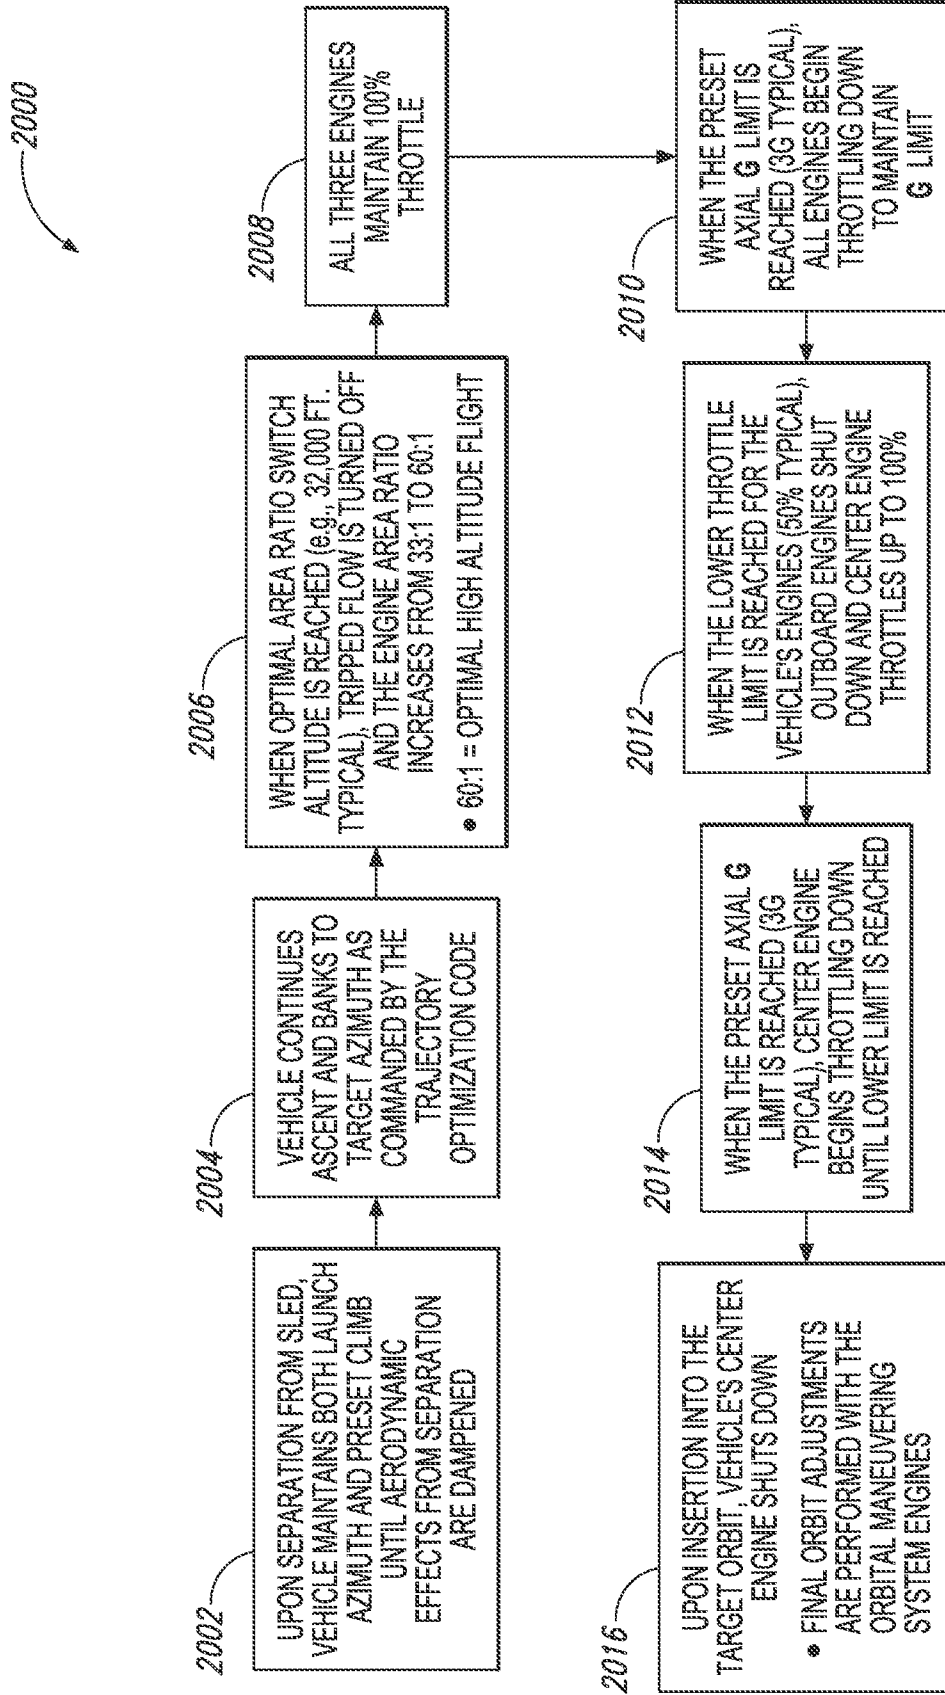 2000
2002
UPON SEPARATION FROM SLED,
VEHICLE MAINTAINS BOTH LAUNCH
AZIMUTH AND PRESET CLIMB
UNTIL AERODYNAMIC
EFFECTS FROM SEPARATION
ARE DAMPENED
2004
VEHICLE CONTINUES
ASCENT AND BANKS TO
TARGET AZIMUTH AS
COMMANDED BY THE
TRAJECTORY
OPTIMIZATION CODE
2006
WHEN OPTIMAL AREA RATIO SWITCH
ALTITUDE IS REACHED (e.g., 32,000 FT.
TYPICAL), TRIPPED FLOW IS TURNED OFF
AND THE ENGINE AREA RATIO
INCREASES FROM 33:1 TO 60:1
• 60:1 = OPTIMAL HIGH ALTITUDE FLIGHT
2008
ALL THREE ENGINES
MAINTAIN 100%
THROTTLE
2010
WHEN THE PRESET
AXIAL G LIMIT IS
REACHED (3G TYPICAL),
ALL ENGINES BEGIN
THROTTLING DOWN
TO MAINTAIN
G LIMIT
2012
WHEN THE LOWER THROTTLE
LIMIT IS REACHED FOR THE
VEHICLE'S ENGINES (50% TYPICAL),
OUTBOARD ENGINES SHUT
DOWN AND CENTER ENGINE
THROTTLES UP TO 100%
2014
WHEN THE PRESET AXIAL G
LIMIT IS REACHED (3G
TYPICAL), CENTER ENGINE
BEGINS THROTTLING DOWN
UNTIL LOWER LIMIT IS REACHED
2016
UPON INSERTION INTO THE
TARGET ORBIT, VEHICLE'S CENTER
ENGINE SHUTS DOWN
• FINAL ORBIT ADJUSTMENTS
ARE PERFORMED WITH THE
ORBITAL MANEUVERING
SYSTEM ENGINES